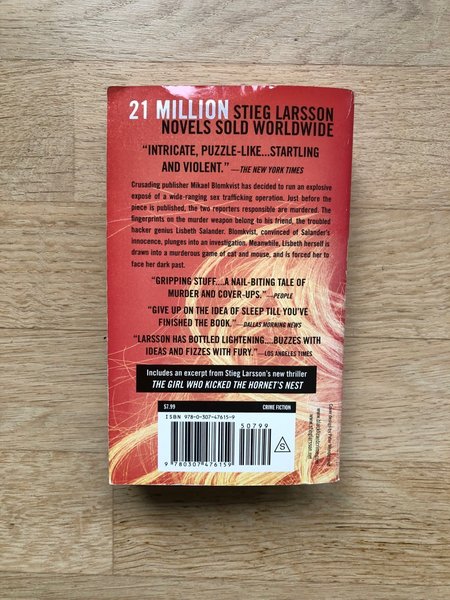 21 MILLION STIEG LARSSON
NOVELS SOLD WORLDWIDE
“INTRICATE, PUZZLE-LIKE...STARTLING
AND VIOLENT.” —THE NEW YORK TIMES
Crusading publisher Mikael Blomkvist has decided to run an explosive
exposé of a wide-ranging sex trafficking operation. Just before the
piece is published, the two reporters responsible are murdered. The
fingerprints on the murder weapon belong to his friend, the troubled
hacker genius Lisbeth Salander. Blomkvist, convinced of Salander's
innocence, plunges into an investigation. Meanwhile, Lisbeth herself is
drawn into a murderous game of cat and mouse, and is forced her to
face her dark past.
“GRIPPING STUFF...A NAIL-BITING TALE OF
MURDER AND COVER-UPS.”—PEOPLE
“GIVE UP ON THE IDEA OF SLEEP TILL YOU'VE
FINISHED THE BOOK.”—DALLAS MORNING NEWS
“LARSSON HAS BOTTLED LIGHTENING...BUZZES WITH
IDEAS AND FIZZES WITH FURY.”—LOS ANGELES TIMES
Includes an excerpt from Stieg Larsson's new thriller
THE GIRL WHO KICKED THE HORNET'S NEST
$7.99 CRIME FICTION
ISBN 978-0-307-47615-9
50799
9 780307 476159
S